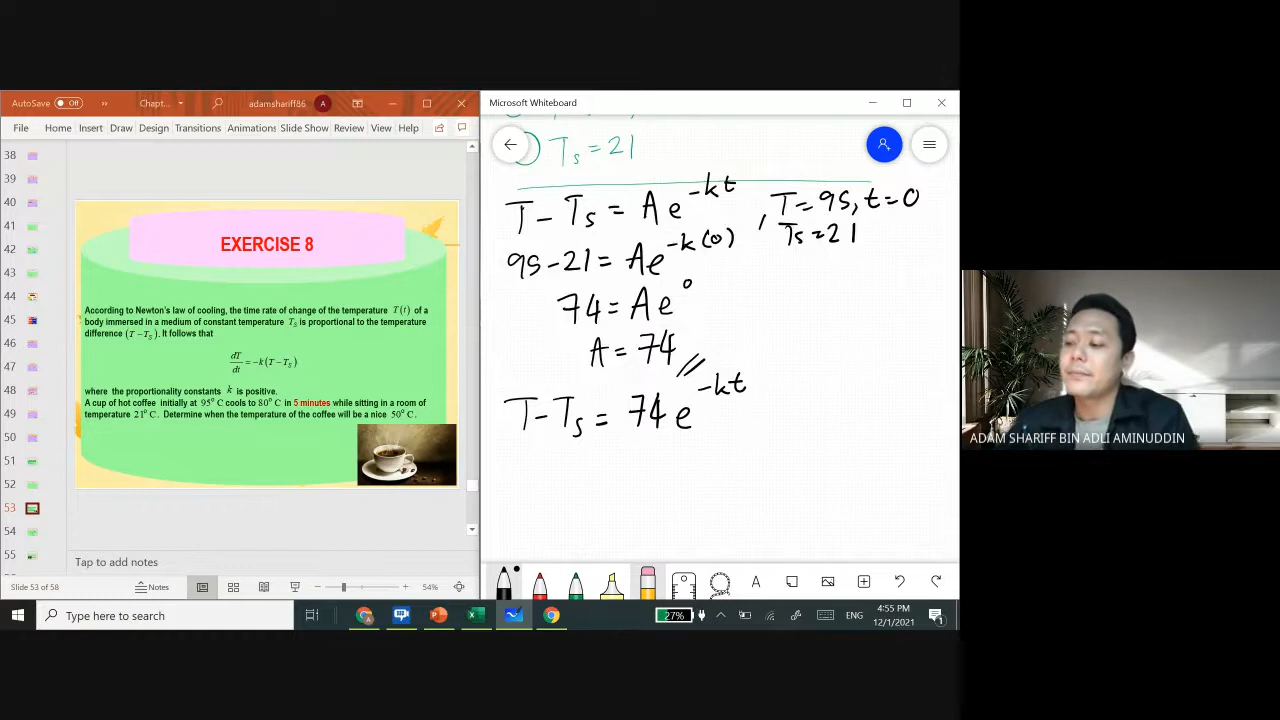 AutoSave Off » Chapt... adamshariff86 A
File Home Insert Draw Design Transitions Animations Slide Show Review View Help
38
39
40
41
42
43
44
45
46
47
48
49
50
51
52
53
54
55
EXERCISE 8
According to Newton's law of cooling, the time rate of change of the temperature T(t) of a
body immersed in a medium of constant temperature Ts is proportional to the temperature
difference (T−Ts). It follows that
dT/dt = −k(T−Ts)
where the proportionality constants k is positive.
A cup of hot coffee initially at 95⁰ C cools to 80⁰ C in 5 minutes while sitting in a room of
temperature 21⁰ C. Determine when the temperature of the coffee will be a nice 50⁰ C.
Tap to add notes
Slide 53 of 58 Notes 54%
Microsoft Whiteboard
Ts = 21
T − Ts = Ae^−kt , T = 95, t = 0
Ts = 21
95 − 21 = Ae^−k(0)
74 = Ae^0
A = 74 //
T − Ts = 74e^−kt
ADAM SHARIFF BIN ADLI AMINUDDIN
Type here to search
27% ENG 4:55 PM
12/1/2021
1